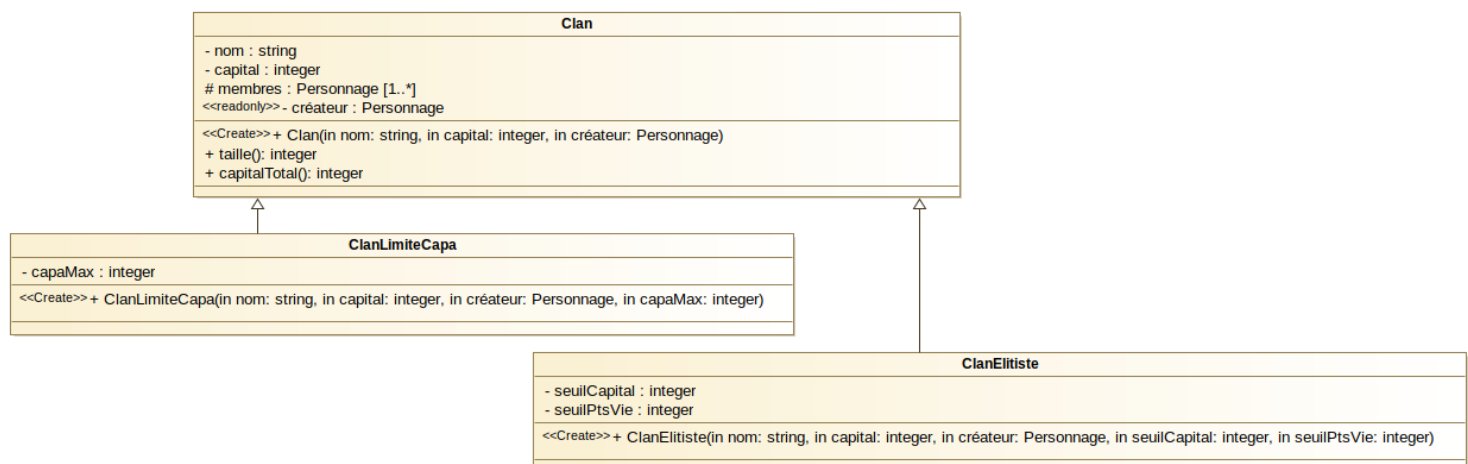 Clan
- nom : string
- capital : integer
# membres : Personnage [1..*]
<<readonly>> - créateur : Personnage
<<Create>> + Clan(in nom: string, in capital: integer, in créateur: Personnage)
+ taille(): integer
+ capitalTotal(): integer
ClanLimiteCapa
- capaMax : integer
<<Create>> + ClanLimiteCapa(in nom: string, in capital: integer, in créateur: Personnage, in capaMax: integer)
ClanElitiste
- seuilCapital : integer
- seuilPtsVie : integer
<<Create>> + ClanElitiste(in nom: string, in capital: integer, in créateur: Personnage, in seuilCapital: integer, in seuilPtsVie: integer)